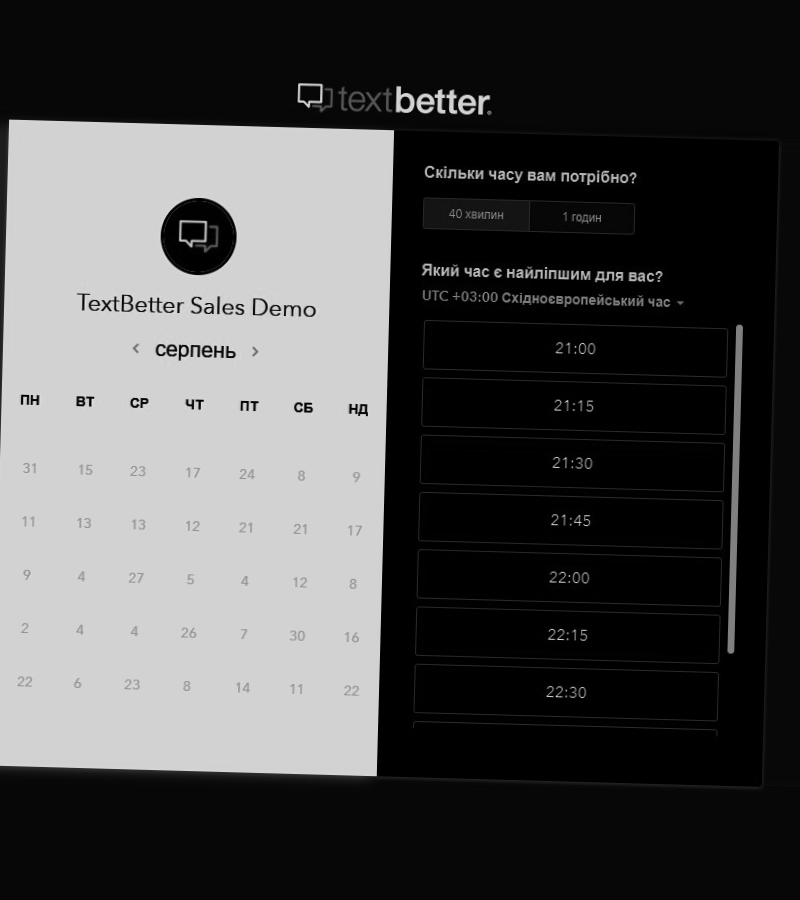 textbetter.
TextBetter Sales Demo
серпень
ПН ВТ СР ЧТ ПТ СБ НД
31 15 23 17 24 8 9
11 13 13 12 21 21 17
9 4 27 5 4 12 8
2 4 4 26 7 30 16
22 6 23 8 14 11 22
Скільки часу вам потрібно?
40 хвилин 1 годин
Який час є найліпшим для вас?
UTC +03:00 Східноєвропейський час
21:00
21:15
21:30
21:45
22:00
22:15
22:30